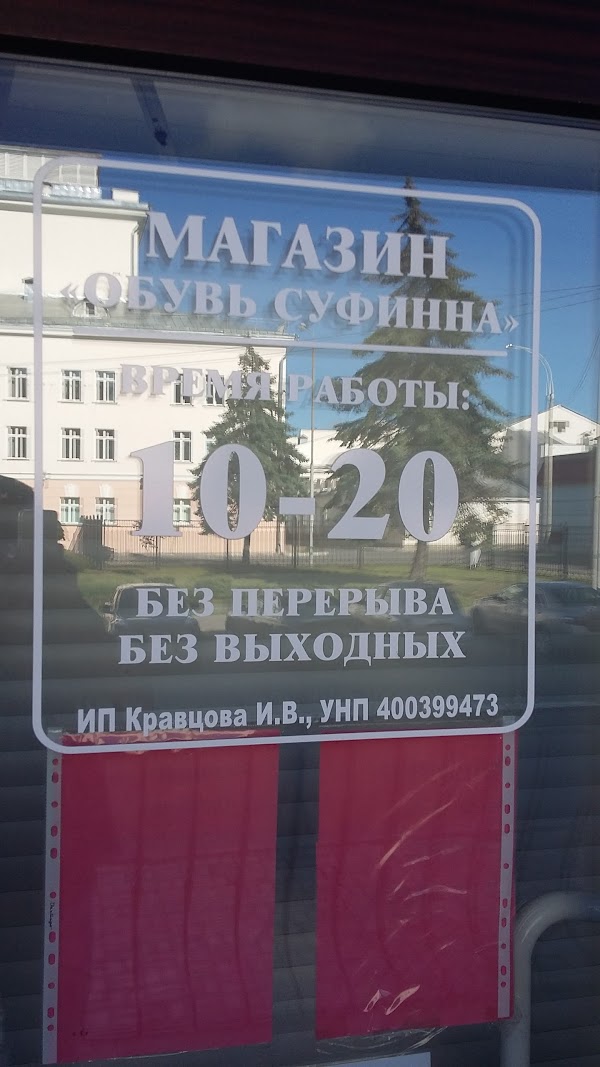 МАГАЗИН
«ОБУВЬ СУФИННА»
ВРЕМЯ РАБОТЫ:
10-20
БЕЗ ПЕРЕРЫВА
БЕЗ ВЫХОДНЫХ
ИП Кравцова И.В., УНП 400399473